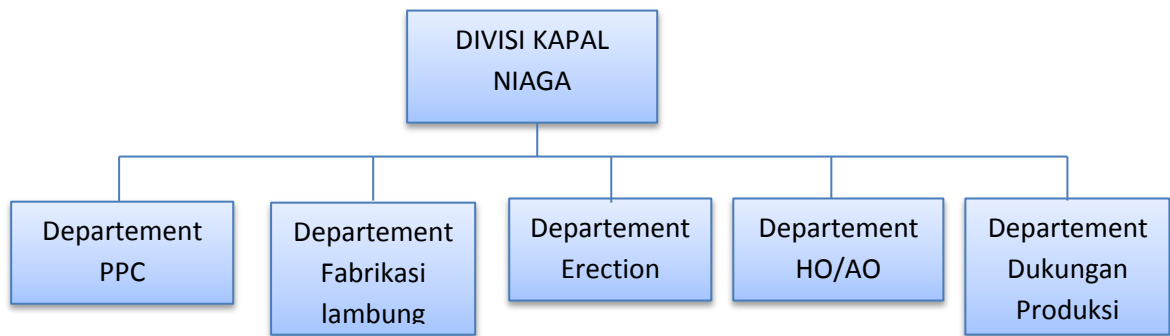 DIVISI KAPAL
NIAGA
Departement
PPC
Departement
Fabrikasi
lambung
Departement
Erection
Departement
HO/AO
Departement
Dukungan
Produksi